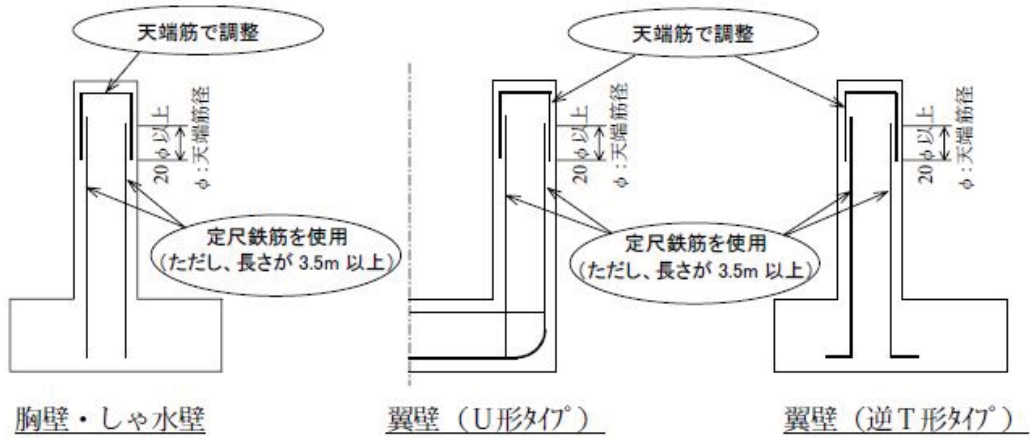 天端筋で調整
天端筋で調整
20φ以上
φ:天端筋径
20φ以上
φ:天端筋径
20φ以上
φ:天端筋径
定尺鉄筋を使用
(ただし、長さが 3.5m 以上)
定尺鉄筋を使用
(ただし、長さが 3.5m 以上)
胸壁・しゃ水壁
翼壁(U形ﾀｲﾌﾟ)
翼壁(逆T形ﾀｲﾌﾟ)